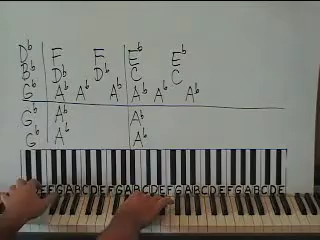 D♭ F E♭ E♭
B♭ D♭ D♭ C C
G♭ A♭ A♭ A♭ A♭ A♭ A♭
G♭ A♭ A♭
G♭ A♭ A♭
EFGABCDEFGABCDEFGABCDEFGABCDE